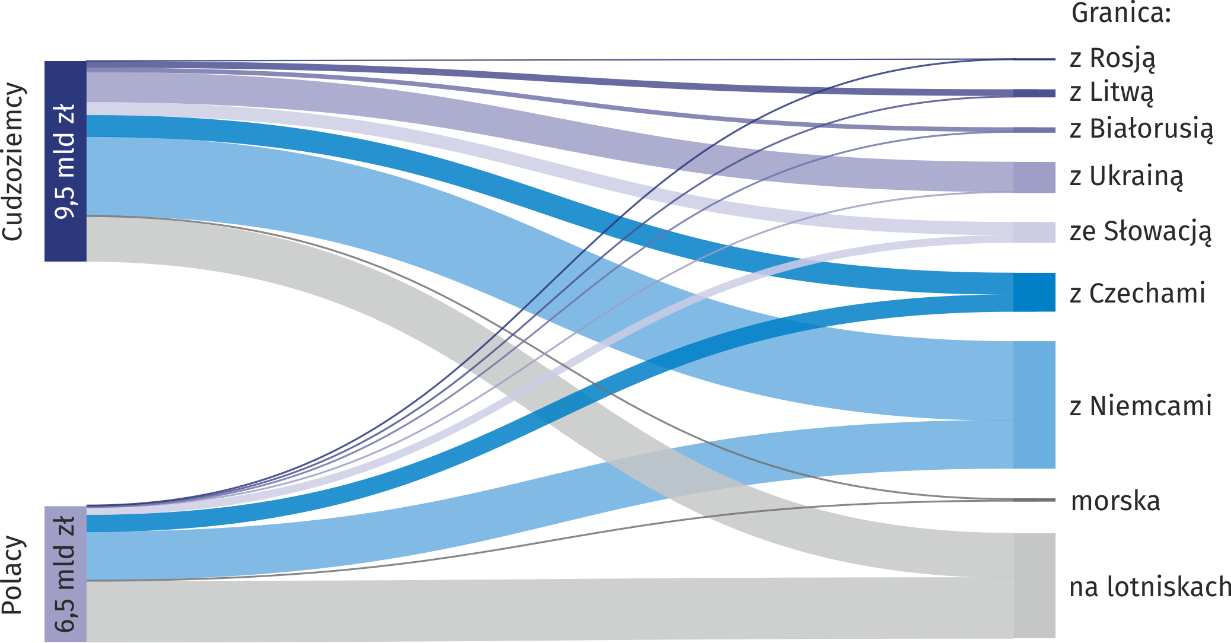 Granica:
z Rosją
z Litwą
z Białorusią
z Ukrainą
ze Słowacją
z Czechami
z Niemcami
morska
na lotniskach
Cudzoziemcy
9,5 mld zł
Polacy
6,5 mld zł